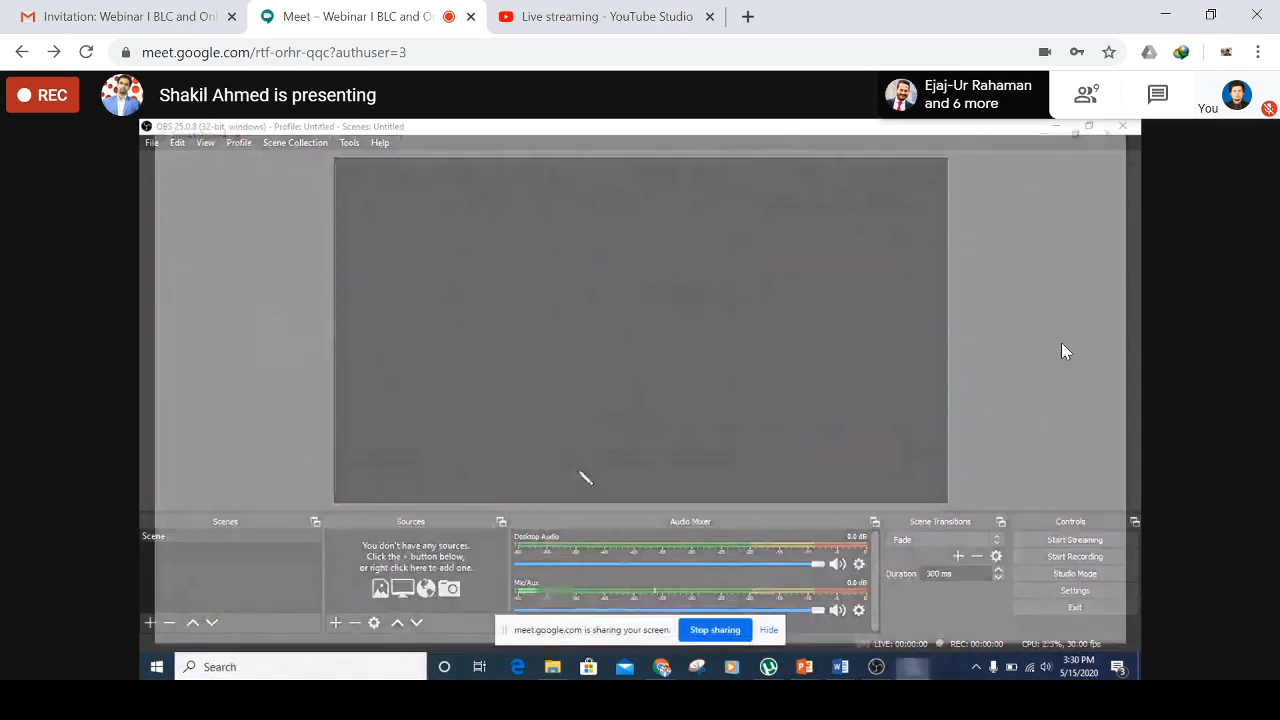 Invitation: Webinar I BLC and Onl
Meet – Webinar I BLC and O
Live streaming - YouTube Studio
meet.google.com/rtf-orhr-qqc?authuser=3
REC
Shakil Ahmed is presenting
Ejaj-Ur Rahaman
and 6 more
9
You
OBS 25.0.8 (32-bit, windows) - Profile: Untitled - Scenes: Untitled
File Edit View Profile Scene Collection Tools Help
Scenes
Sources
Audio Mixer
Scene Transitions
Controls
Scene
You don't have any sources.
Click the + button below,
or right click here to add one.
Desktop Audio 0.0 dB
Mic/Aux 0.0 dB
Fade
Duration 300 ms
Start Streaming
Start Recording
Studio Mode
Settings
Exit
meet.google.com is sharing your screen.
Stop sharing
Hide
LIVE: 00:00:00
REC: 00:00:00
CPU: 2.3%, 30.00 fps
Search
3:30 PM
5/15/2020
3